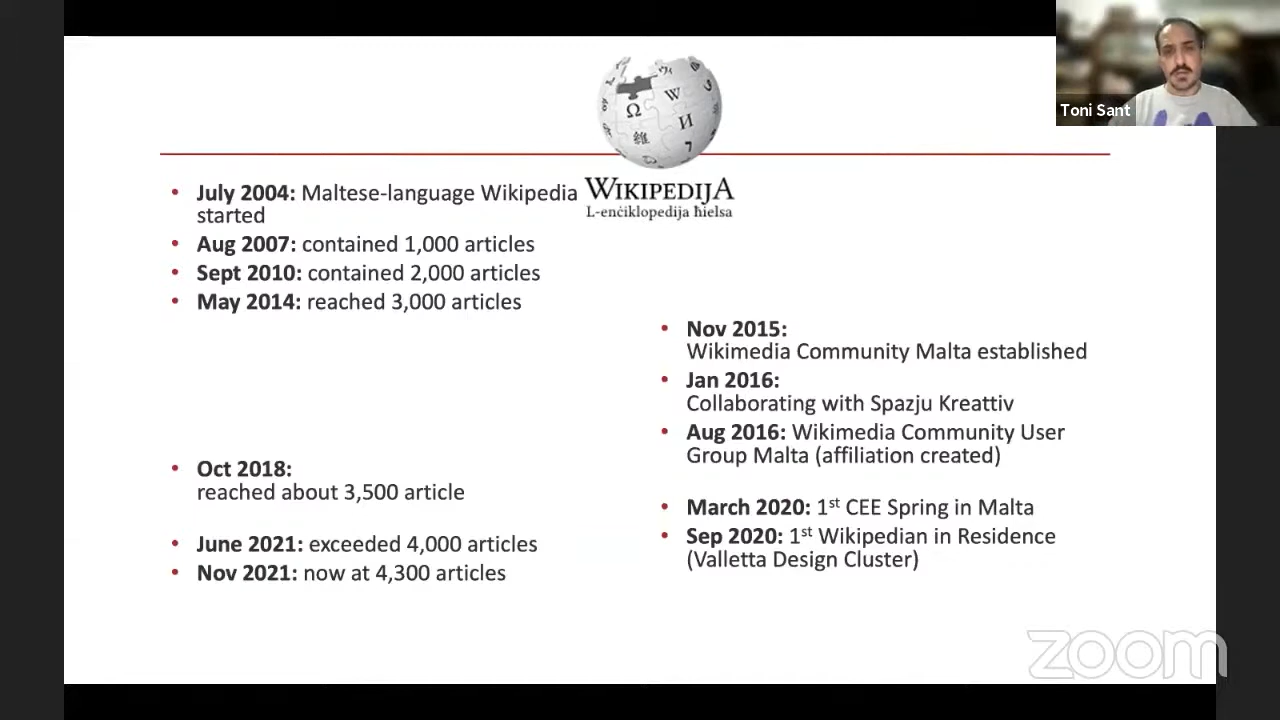 Toni Sant
Ω
W
И
維
WIKIPEDIJA
L-enċiklopedija ħielsa
• July 2004: Maltese-language Wikipedia
started
• Aug 2007: contained 1,000 articles
• Sept 2010: contained 2,000 articles
• May 2014: reached 3,000 articles
• Oct 2018:
reached about 3,500 article
• June 2021: exceeded 4,000 articles
• Nov 2021: now at 4,300 articles
• Nov 2015:
Wikimedia Community Malta established
• Jan 2016:
Collaborating with Spazju Kreattiv
• Aug 2016: Wikimedia Community User
Group Malta (affiliation created)
• March 2020: 1st CEE Spring in Malta
• Sep 2020: 1st Wikipedian in Residence
(Valletta Design Cluster)
zoom